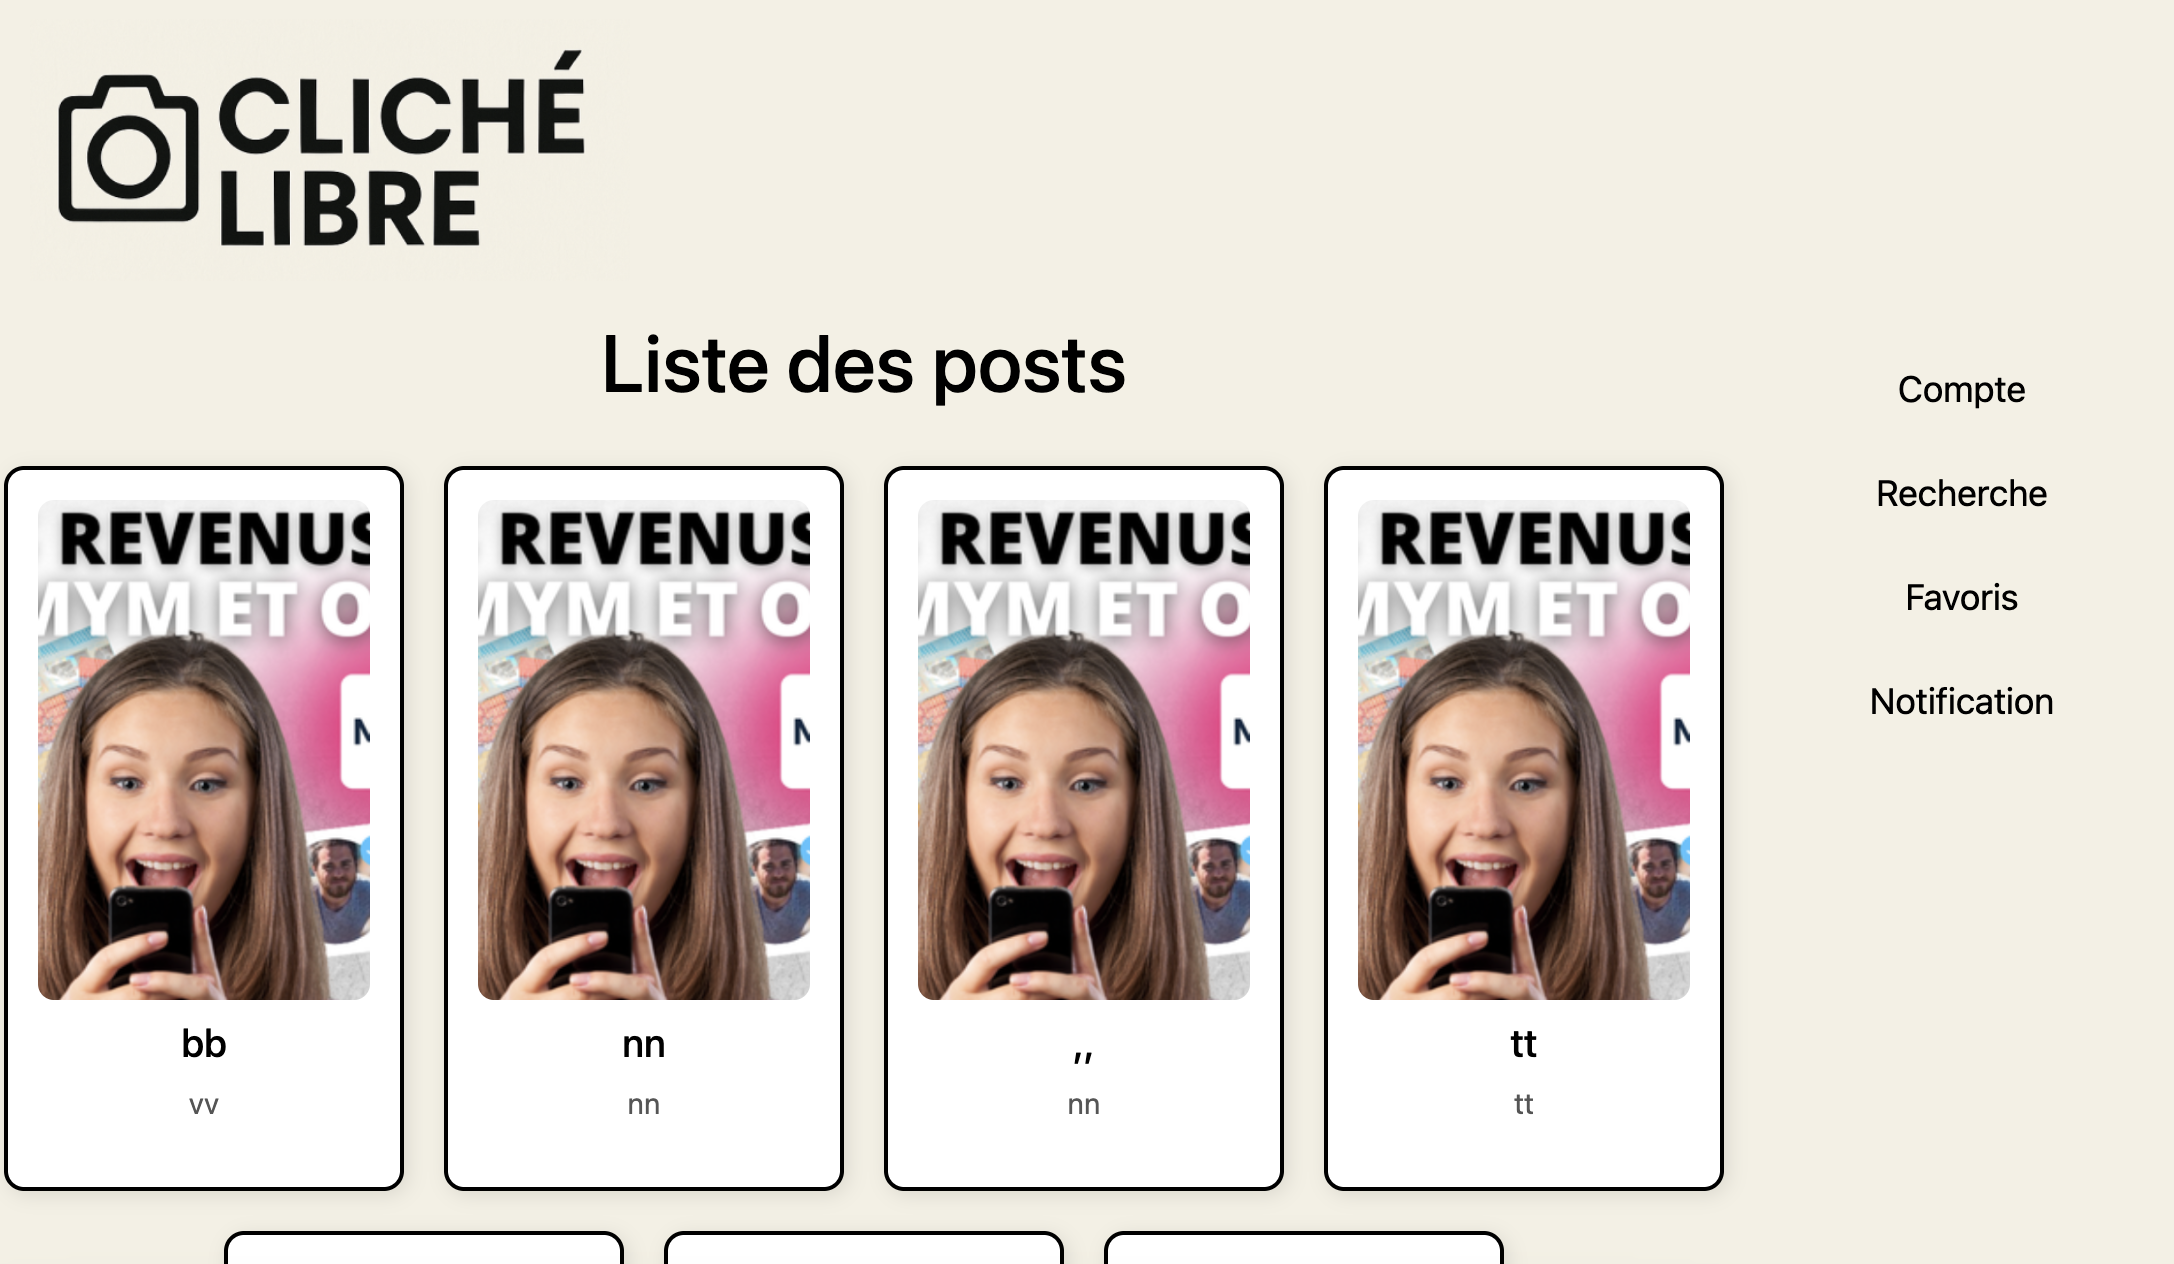 CLICHÉ
LIBRE
Liste des posts
Compte
Recherche
Favoris
Notification
REVENUS
MYM ET O
N
bb
vv
REVENUS
MYM ET O
N
nn
nn
REVENUS
MYM ET O
N
,,
nn
REVENUS
MYM ET O
N
tt
tt